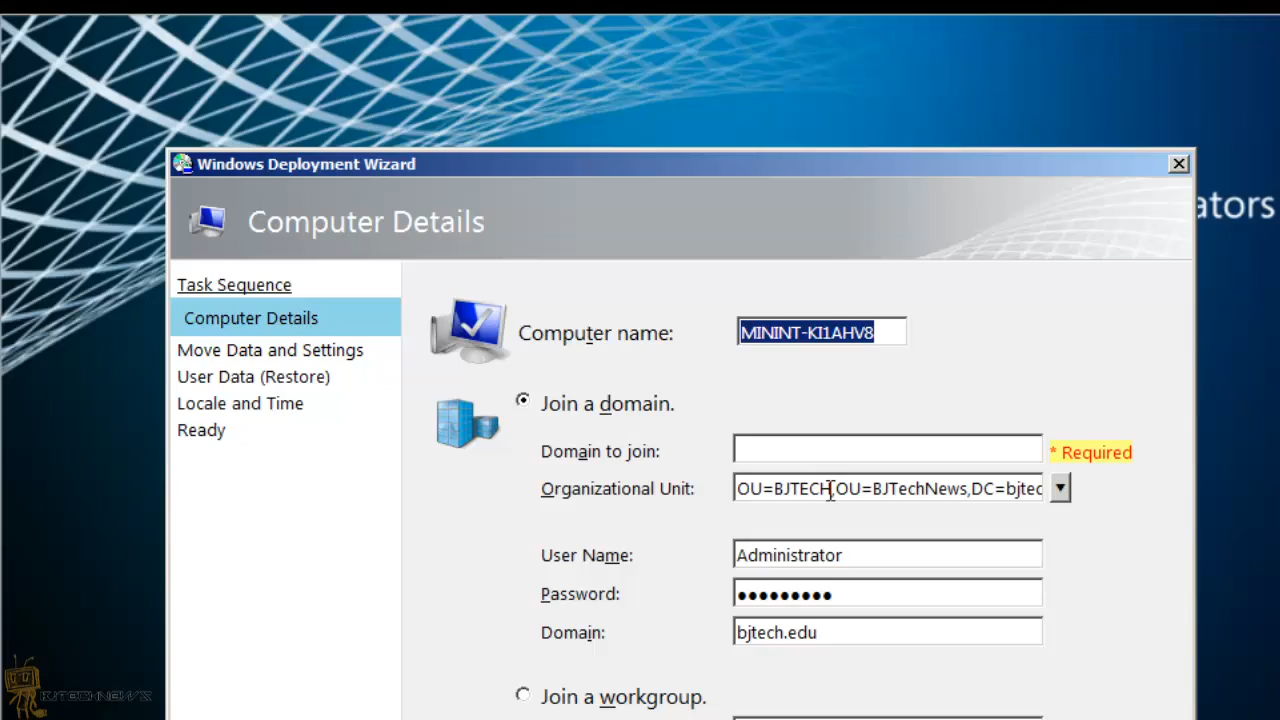 ators
Windows Deployment Wizard
Computer Details
Task Sequence
Computer Details
Move Data and Settings
User Data (Restore)
Locale and Time
Ready
Computer name: MININT-KI1AHV8
Join a domain.
Domain to join: * Required
Organizational Unit: OU=BJTECH,OU=BJTechNews,DC=bjtec
User Name: Administrator
Password: ●●●●●●●●●
Domain: bjtech.edu
Join a workgroup.
BJTECHNEWS